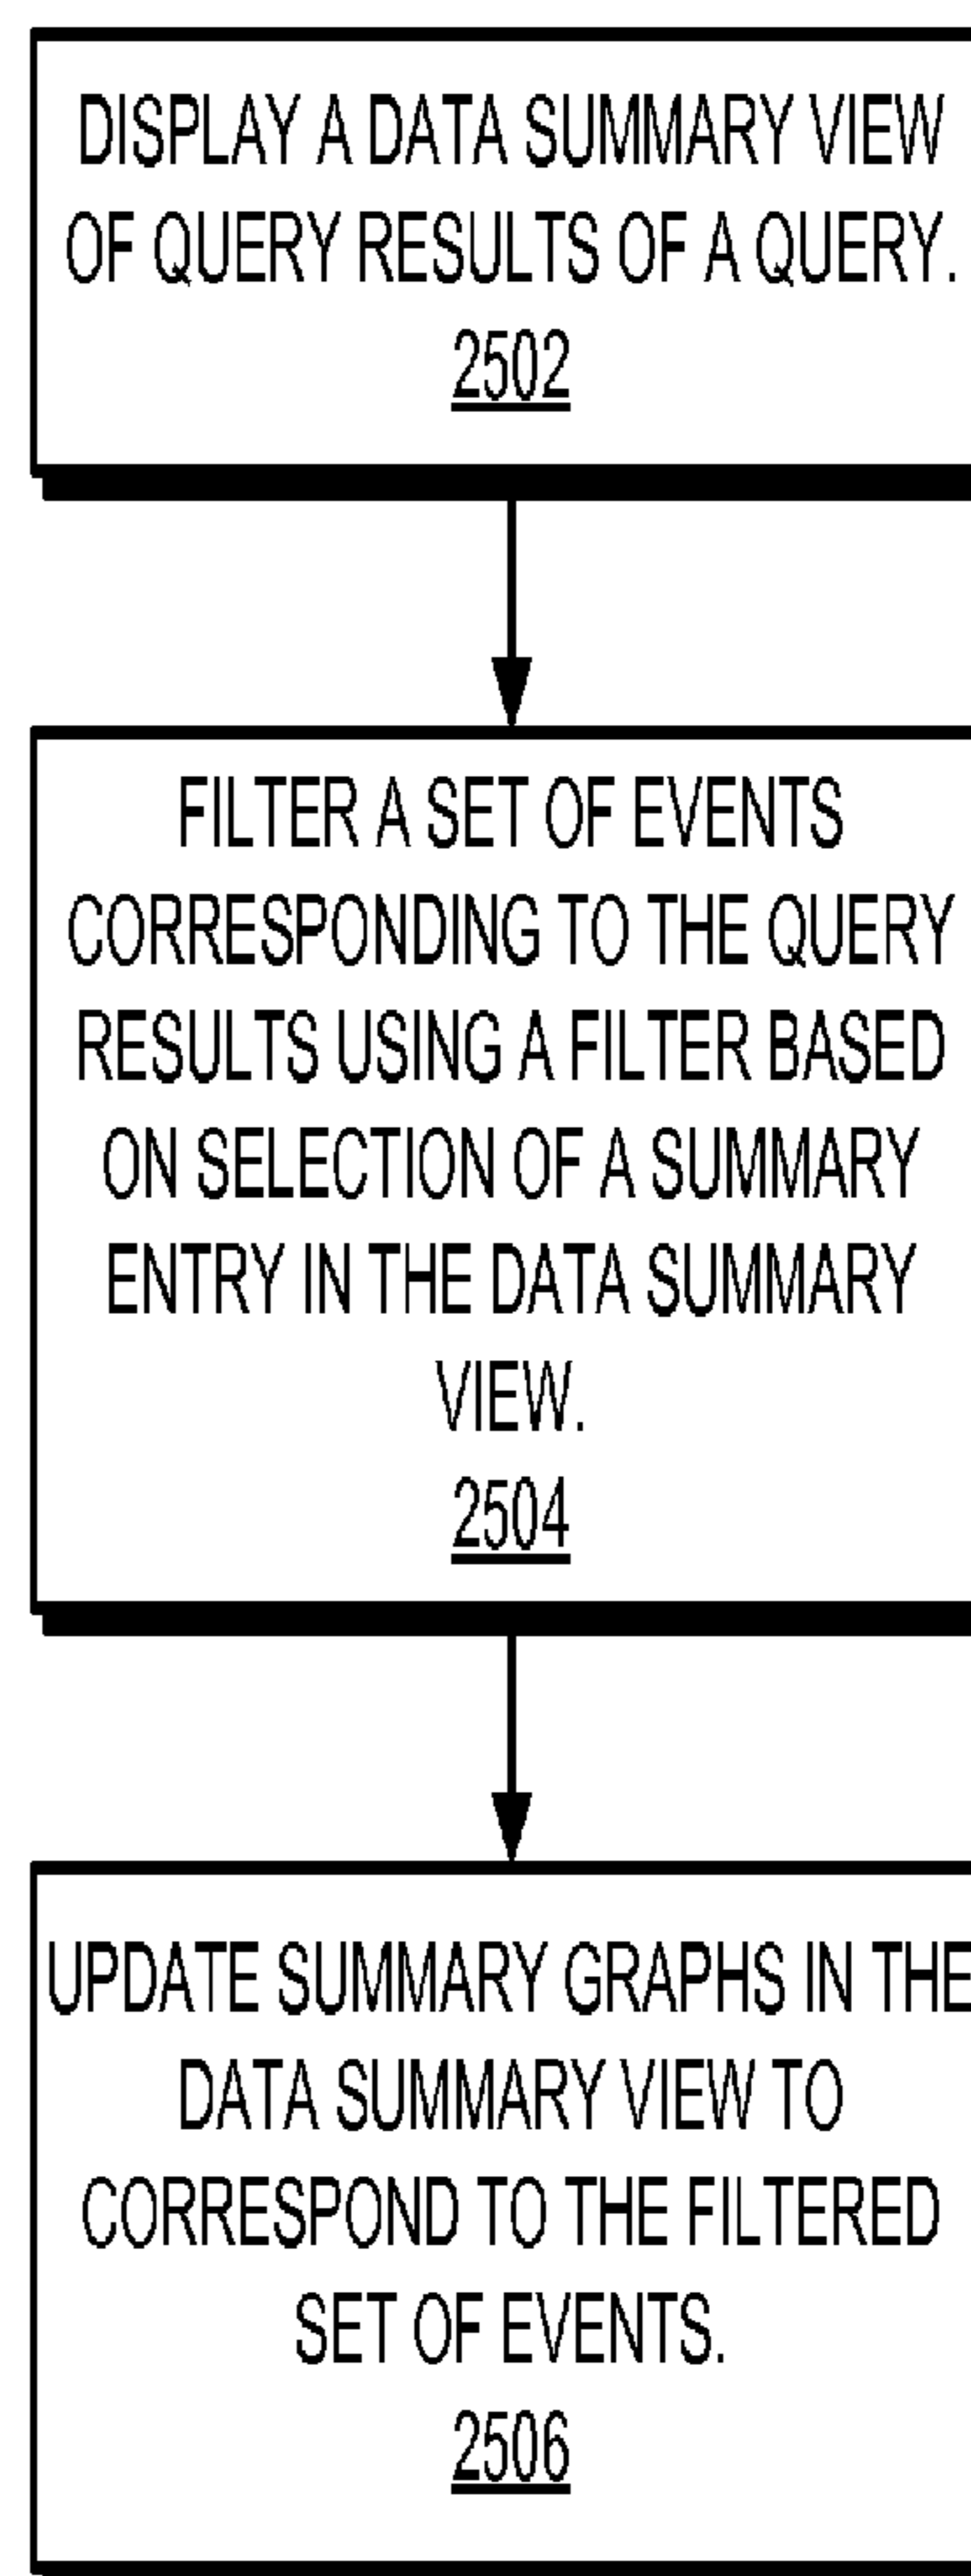 DISPLAY A DATA SUMMARY VIEW
OF QUERY RESULTS OF A QUERY.
2502
FILTER A SET OF EVENTS
CORRESPONDING TO THE QUERY
RESULTS USING A FILTER BASED
ON SELECTION OF A SUMMARY
ENTRY IN THE DATA SUMMARY
VIEW.
2504
UPDATE SUMMARY GRAPHS IN THE
DATA SUMMARY VIEW TO
CORRESPOND TO THE FILTERED
SET OF EVENTS.
2506